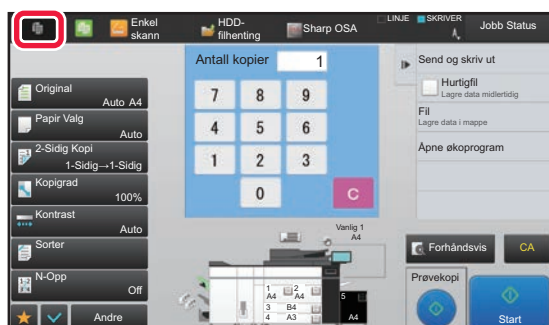 Enkel
skann
HDD-
filhenting
Sharp OSA
LINJE
SKRIVER
Jobb Status
Antall kopier
1
Original
Auto A4
Papir Valg
Auto
2-Sidig Kopi
1-Sidig→1-Sidig
Kopigrad
100%
Kontrast
Auto
Sorter
N-Opp
Off
Andre
7 8 9
4 5 6
1 2 3
0 C
Vanlig 1
A4
1
A4
2
A4
3 B4
4 A3
5
A4
Send og skriv ut
Hurtigfil
Lagre data midlertidig
Fil
Lagre data i mappe
Åpne økoprogram
Forhåndsvis
CA
Prøvekopi
Start